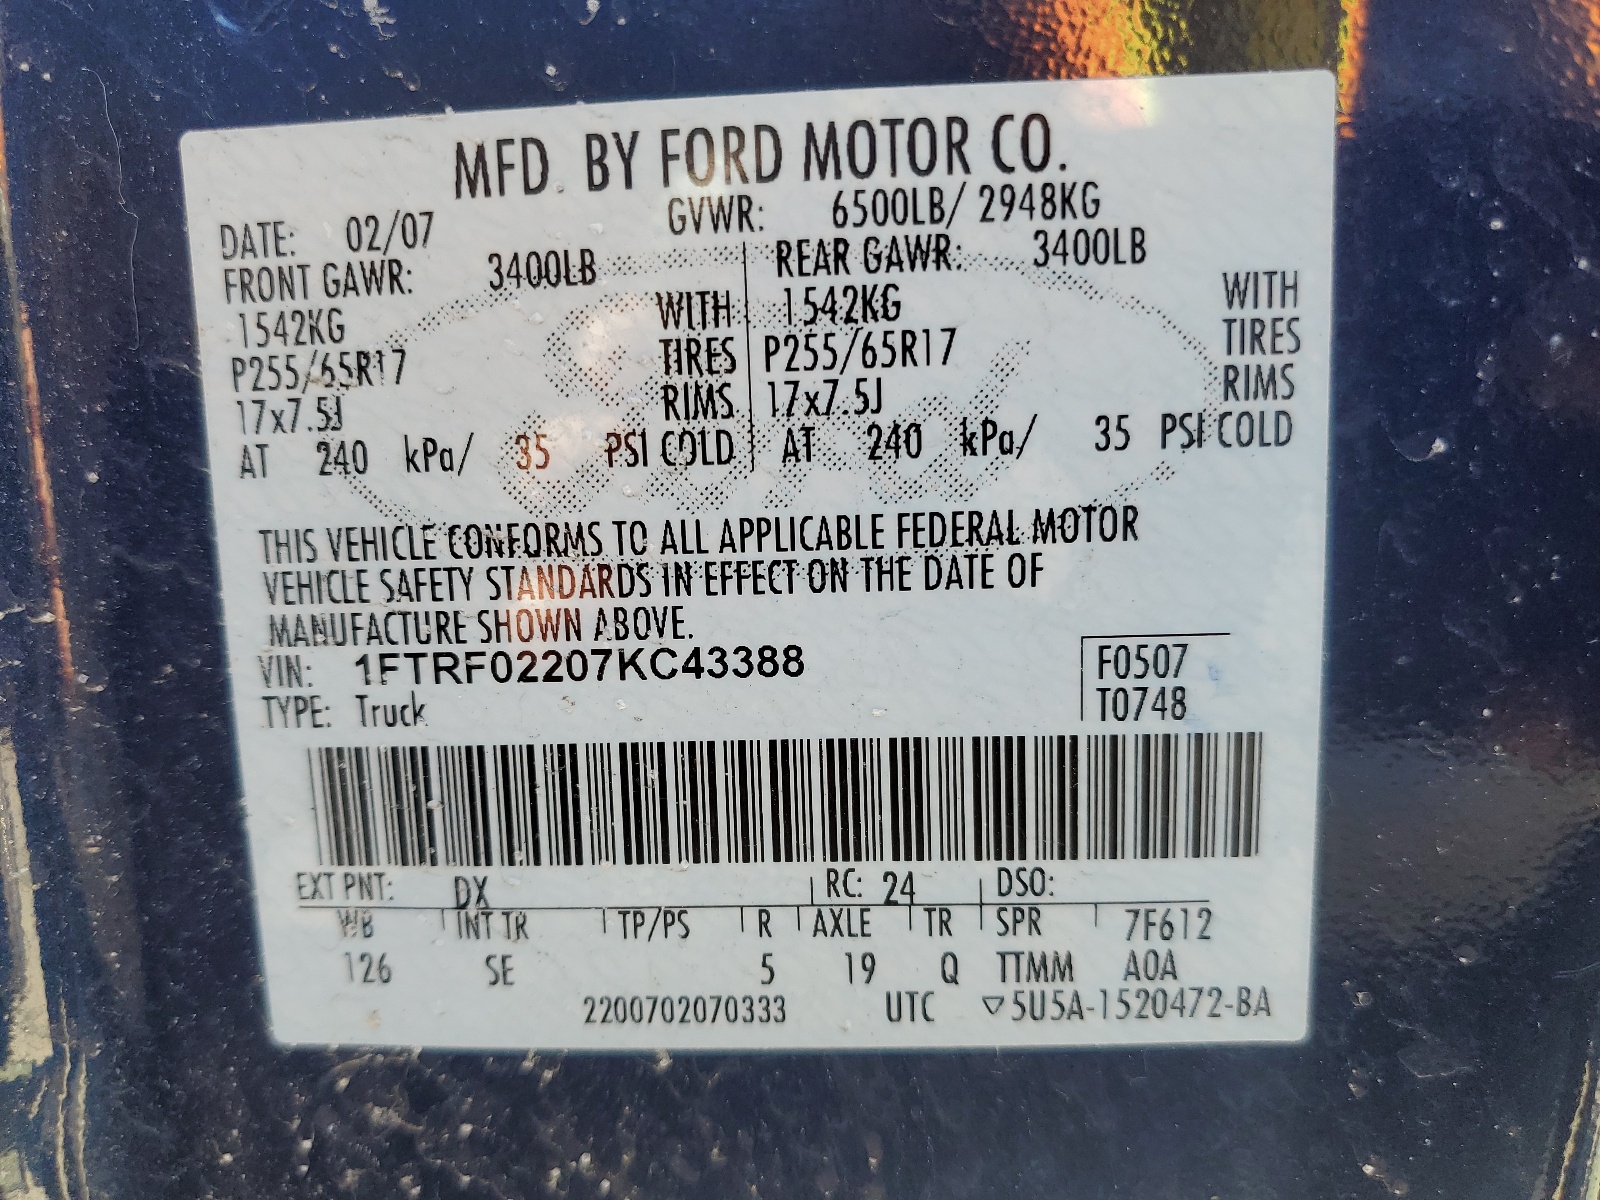 MFD. BY FORD MOTOR CO.
DATE: 02/07 GVWR: 6500LB/ 2948KG
FRONT GAWR: 3400LB REAR GAWR: 3400LB
1542KG WITH 1542KG WITH
P255/65R17 TIRES P255/65R17 TIRES
17x7.5J RIMS 17x7.5J RIMS
AT 240 kPa/ 35 PSI COLD AT 240 kPa/ 35 PSI COLD
THIS VEHICLE CONFORMS TO ALL APPLICABLE FEDERAL MOTOR
VEHICLE SAFETY STANDARDS IN EFFECT ON THE DATE OF
MANUFACTURE SHOWN ABOVE.
VIN: 1FTRF02207KC43388 F0507
TYPE: Truck T0748
EXT PNT: DX RC: 24 DSO:
WB INT TR TP/PS R AXLE TR SPR 7F612
126 SE 5 19 Q TTMM AOA
2200702070333 UTC ▽5U5A-1520472-BA